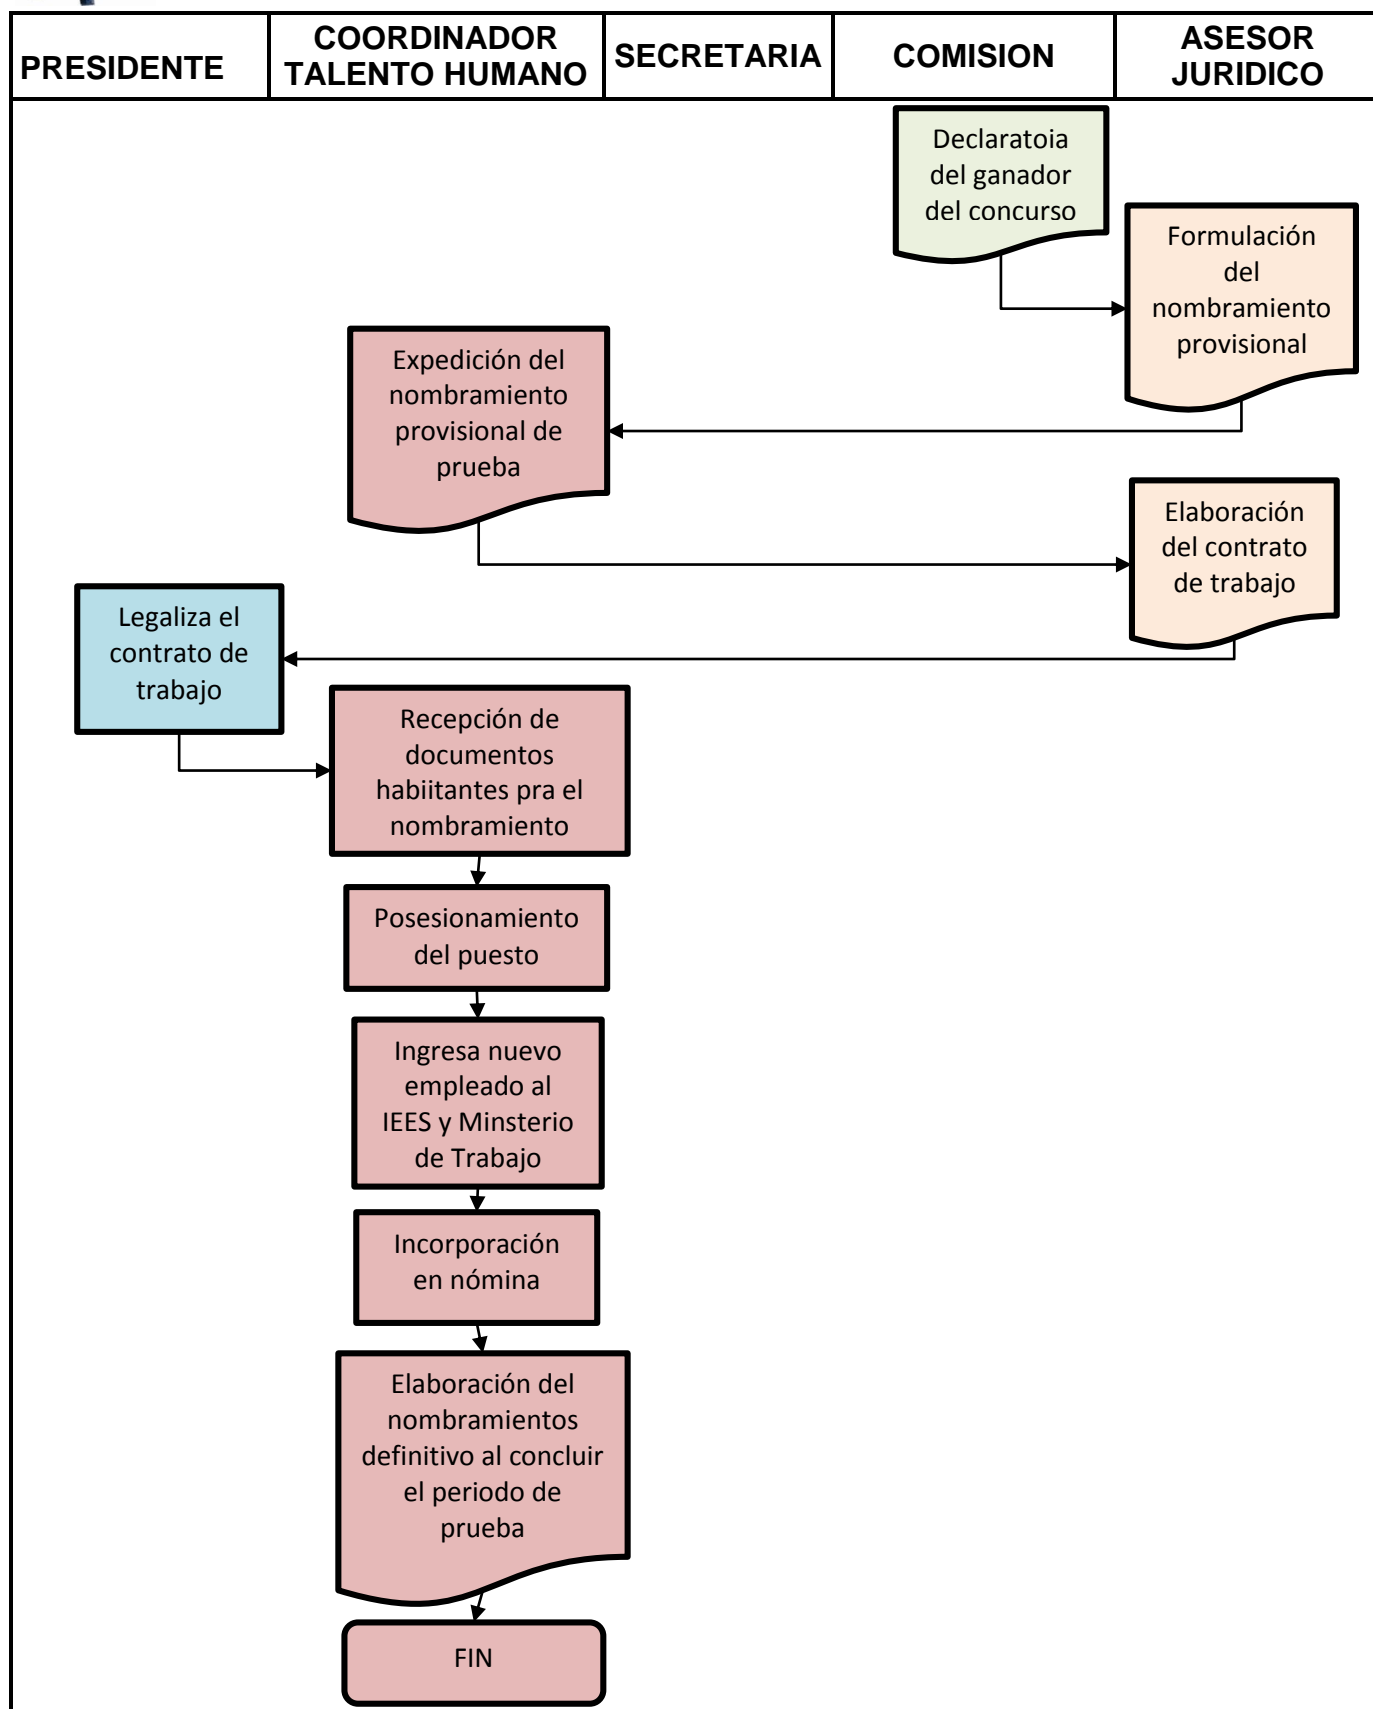 PRESIDENTE
COORDINADOR
TALENTO HUMANO
SECRETARIA
COMISION
ASESOR
JURIDICO
Declaratoia
del ganador
del concurso
Formulación
del
nombramiento
provisional
Expedición del
nombramiento
provisional de
prueba
Elaboración
del contrato
de trabajo
Legaliza el
contrato de
trabajo
Recepción de
documentos
habiitantes pra el
nombramiento
Posesionamiento
del puesto
Ingresa nuevo
empleado al
IEES y Minsterio
de Trabajo
Incorporación
en nómina
Elaboración del
nombramientos
definitivo al concluir
el periodo de
prueba
FIN